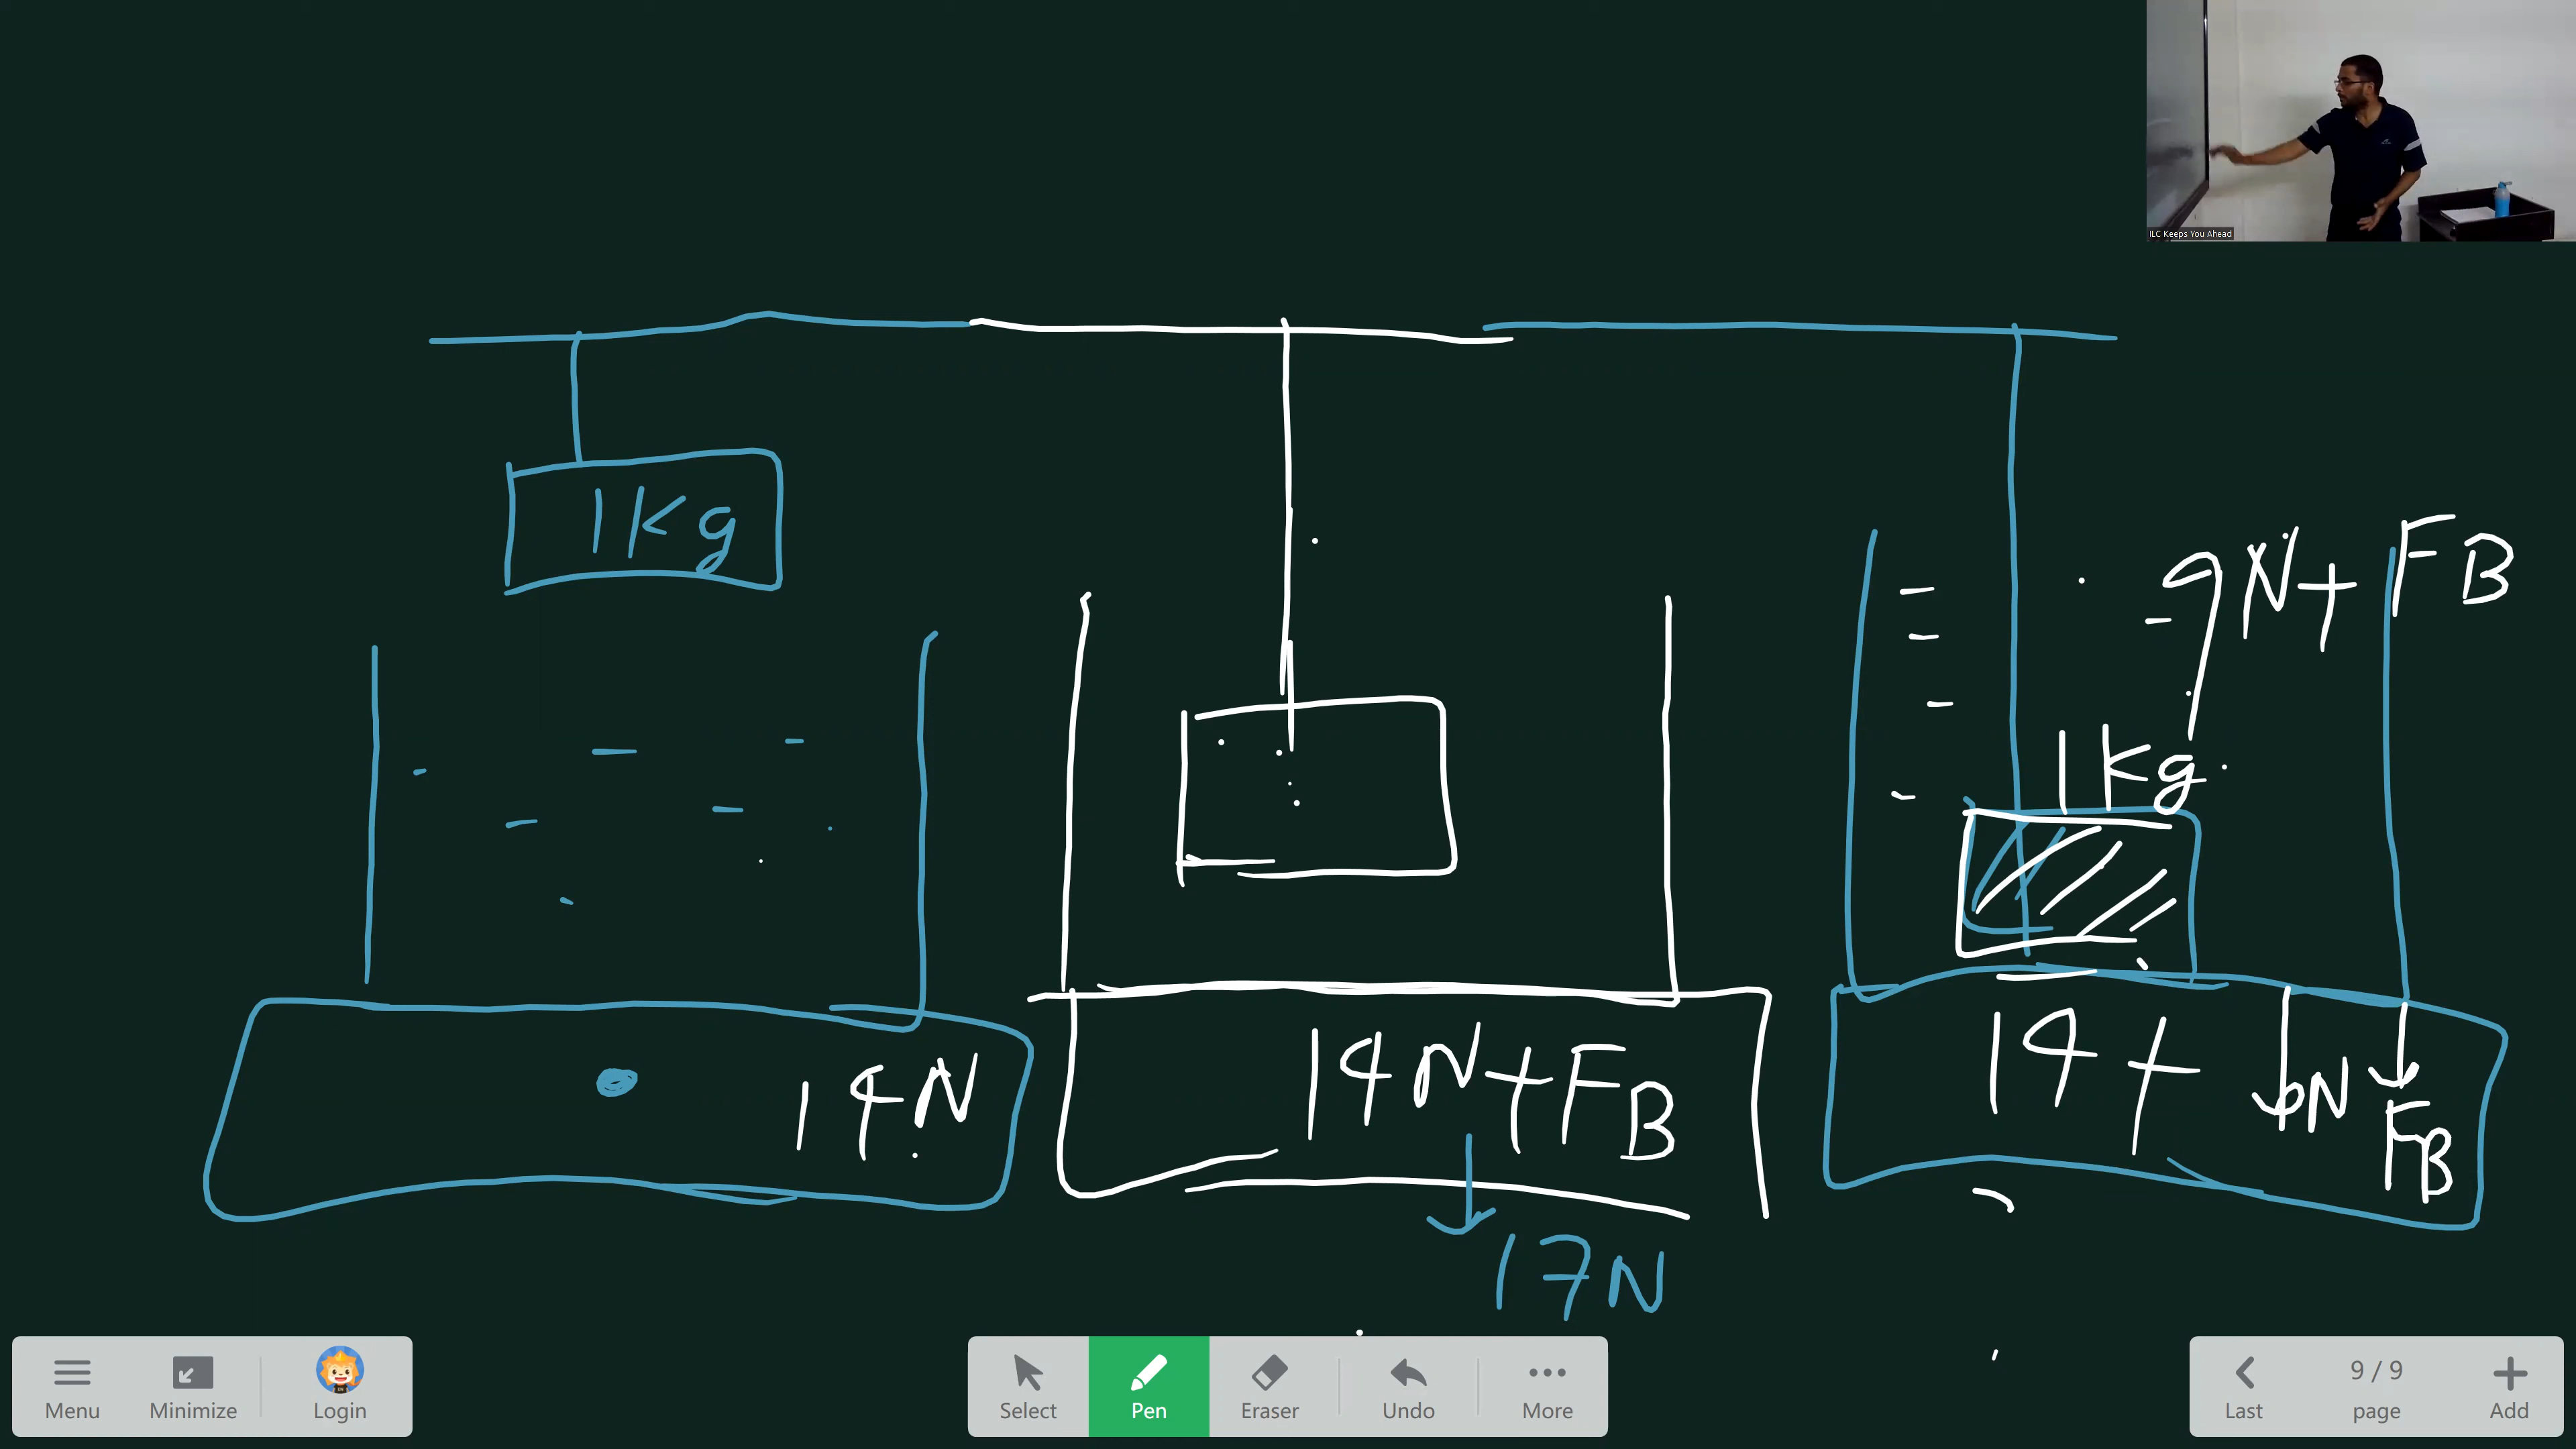 ILC Keeps You Ahead
1Kg
9N+FB
1Kg
14N
14N+FB
14+
N
FB
17N
Menu
Minimize
Login
Select
Pen
Eraser
Undo
More
Last
9 / 9
page
Add